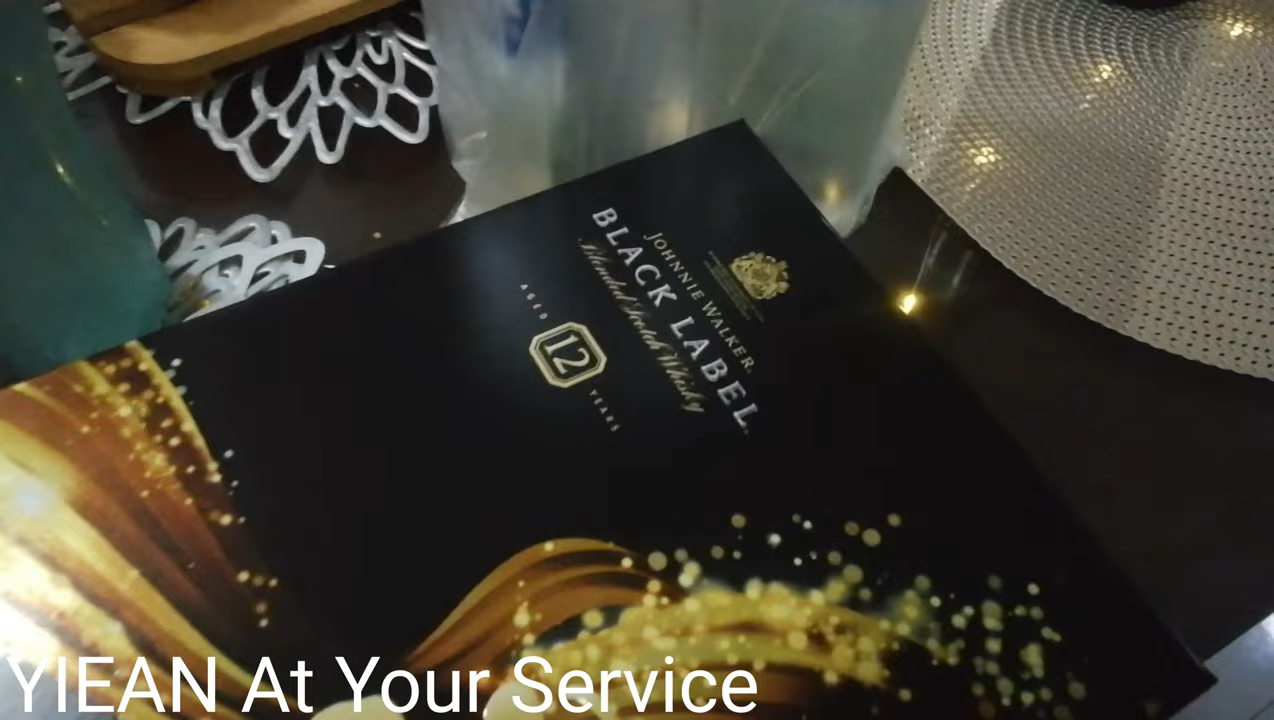 JOHNNIE WALKER.
BLACK LABEL.
Blended Scotch Whisky
AGED
12
YEARS
YIEAN At Your Service